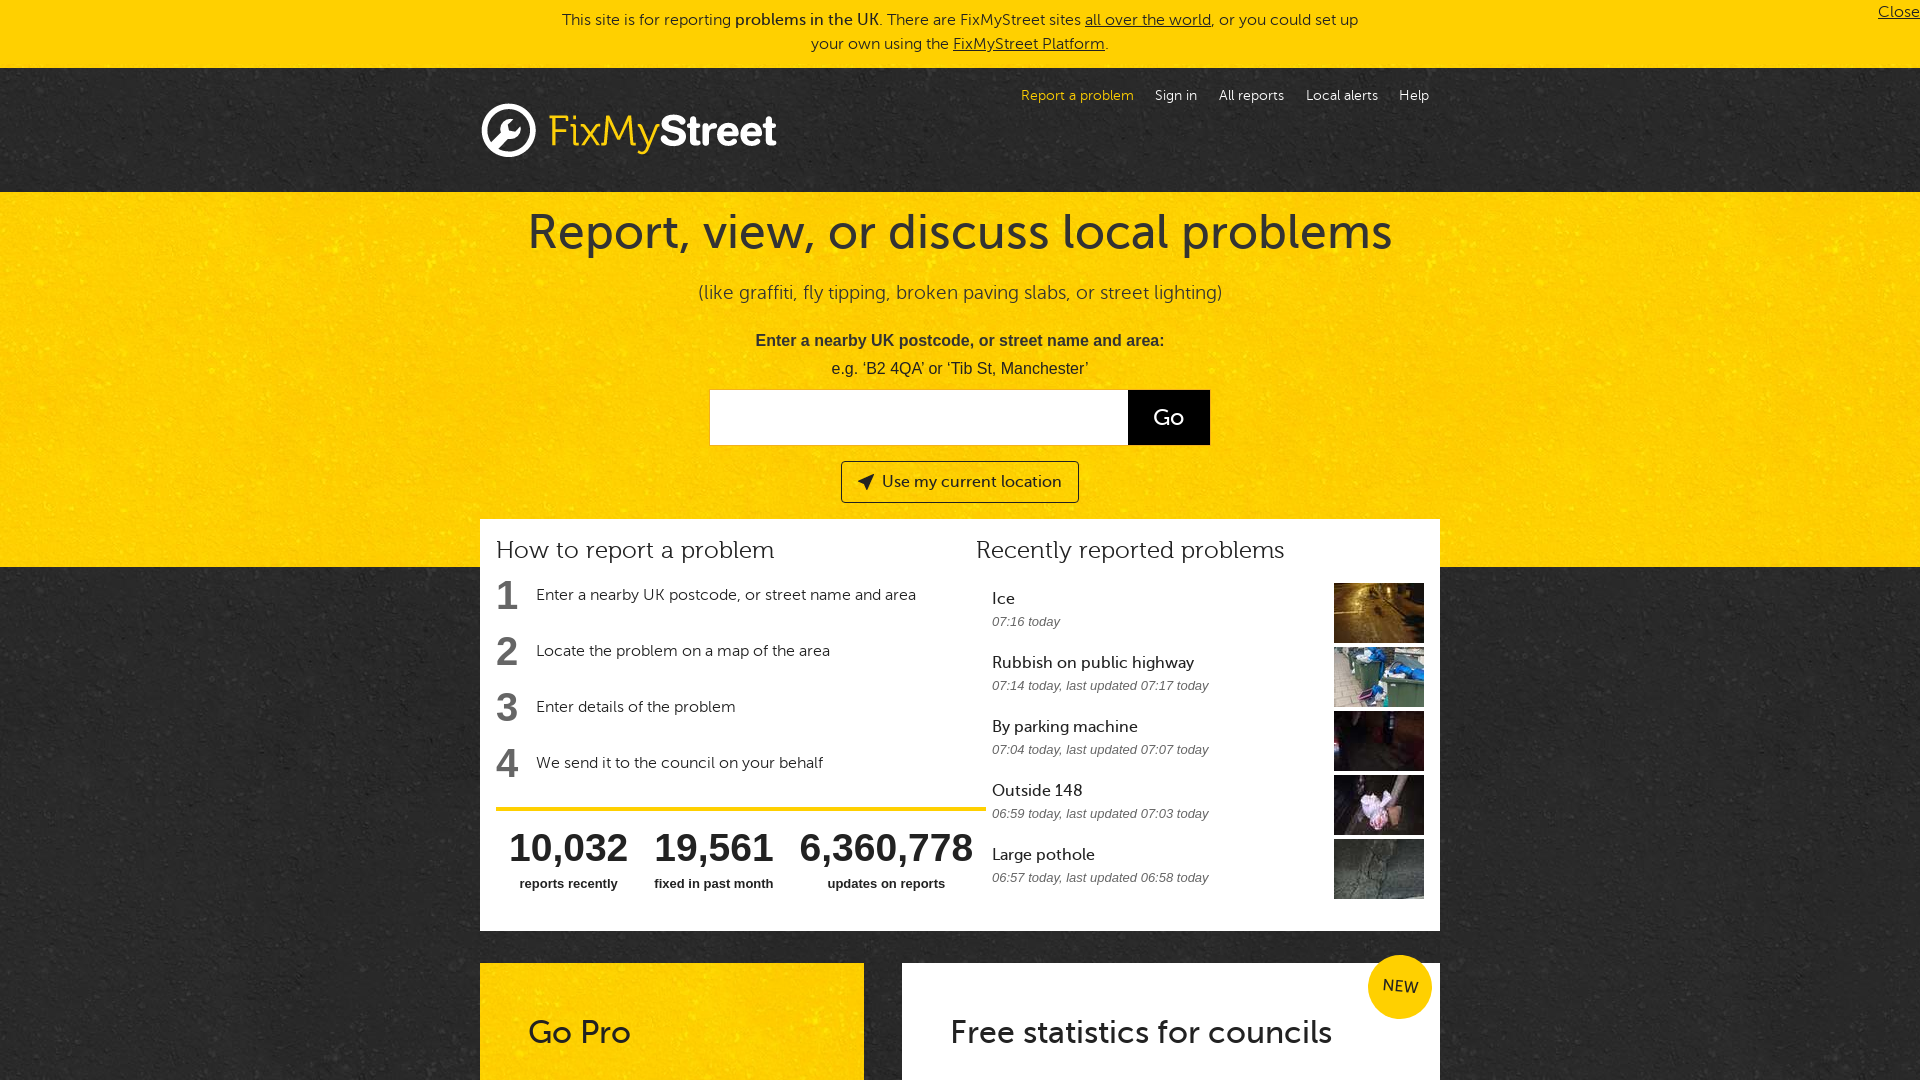 This site is for reporting problems in the UK. There are FixMyStreet sites all over the world, or you could set up
your own using the FixMyStreet Platform.
Close
Report a problem
Sign in
All reports
Local alerts
Help
FixMyStreet
Report, view, or discuss local problems
(like graffiti, fly tipping, broken paving slabs, or street lighting)
Enter a nearby UK postcode, or street name and area:
e.g. ‘B2 4QA’ or ‘Tib St, Manchester’
Go
Use my current location
How to report a problem
1 Enter a nearby UK postcode, or street name and area
2 Locate the problem on a map of the area
3 Enter details of the problem
4 We send it to the council on your behalf
10,032 19,561 6,360,778
reports recently fixed in past month updates on reports
Recently reported problems
Ice
07:16 today
Rubbish on public highway
07:14 today, last updated 07:17 today
By parking machine
07:04 today, last updated 07:07 today
Outside 148
06:59 today, last updated 07:03 today
Large pothole
06:57 today, last updated 06:58 today
Go Pro
NEW
Free statistics for councils